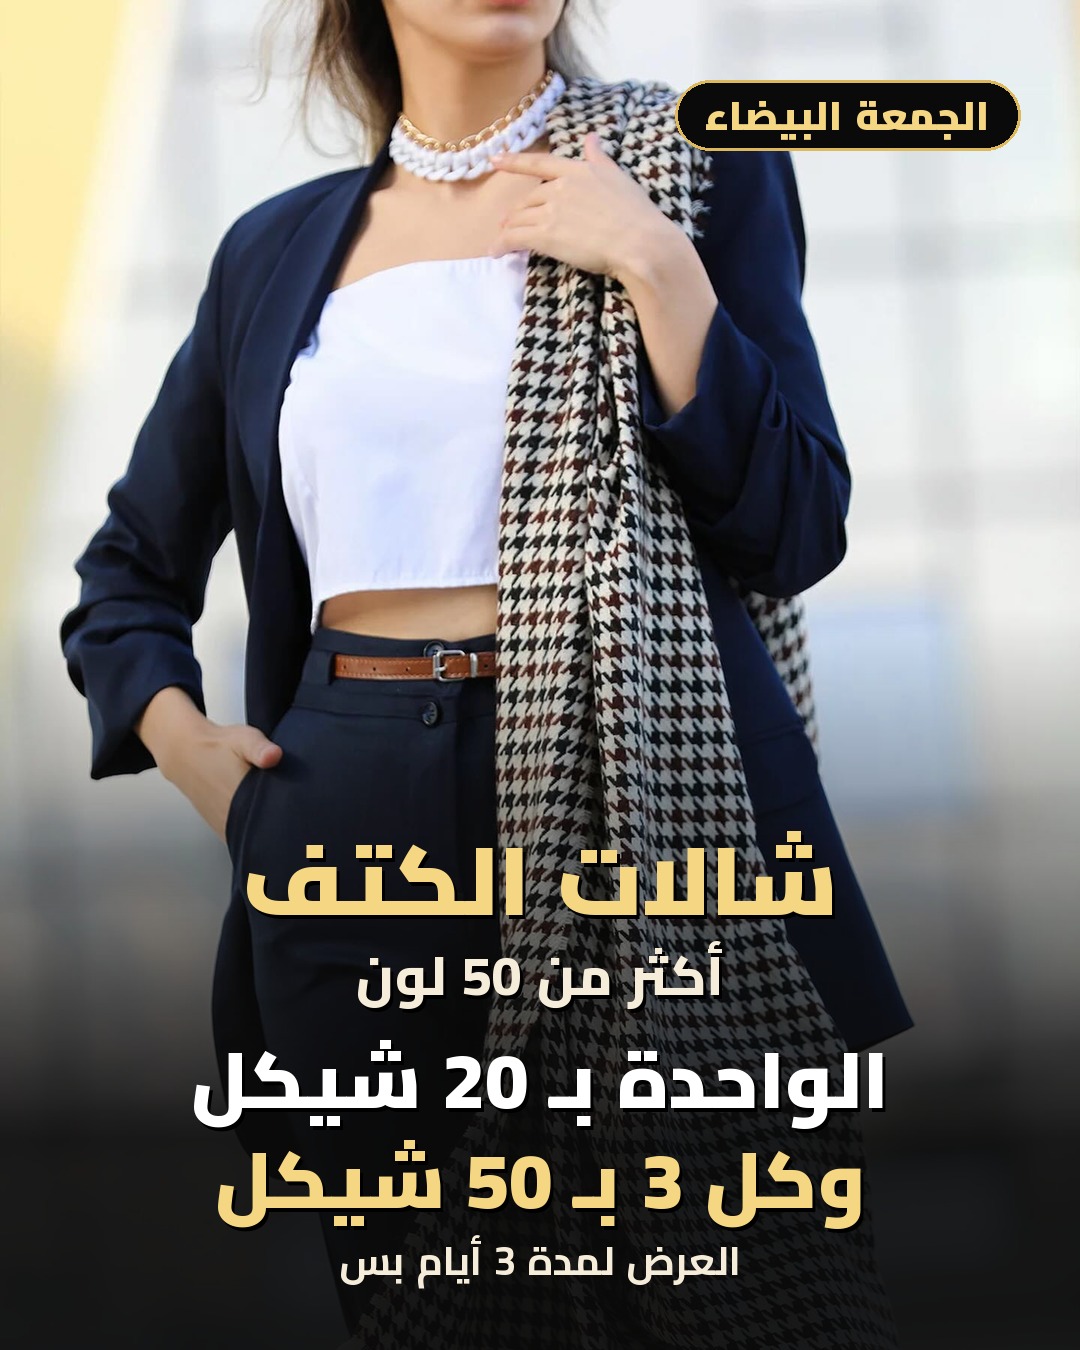 الجمعة البيضاء
شالات الكتف
أكثر من 50 لون
الواحدة بـ 20 شيكل
وكل 3 بـ 50 شيكل
العرض لمدة 3 أيام بس